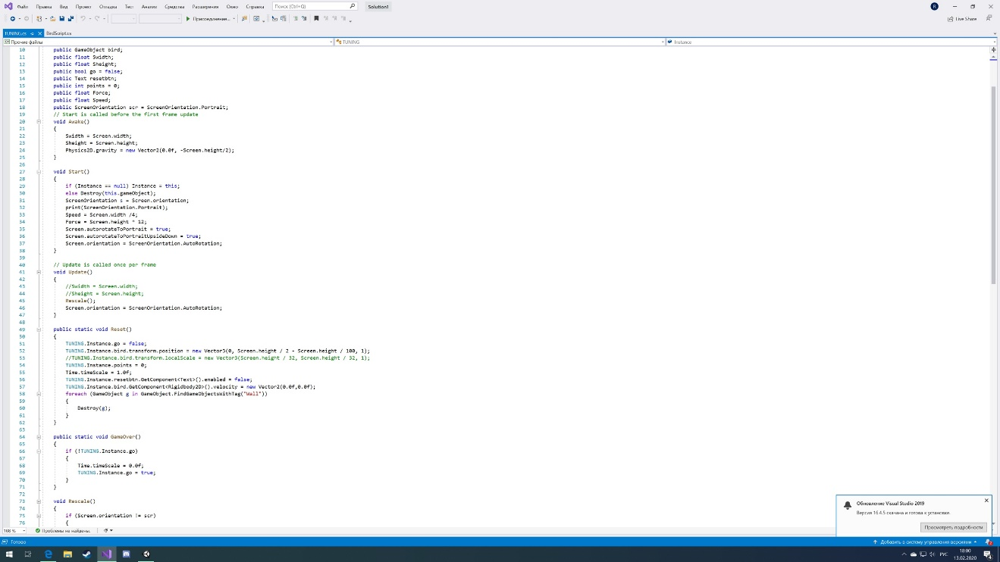 Файл Правка Вид Проект Отладка Тест Анализ Средства Расширения Окно Справка Поиск (Ctrl+Q) Solution1 R
Присоединение... Live Share
TUNING.cs BirdScript.cs
Прочие файлы TUNING Instance
10 public GameObject bird;
11 public float Swidth;
12 public float Sheight;
13 public bool go = false;
14 public Text resetbtn;
15 public int points = 0;
16 public float Force;
17 public float Speed;
18 public ScreenOrientation scr = ScreenOrientation.Portrait;
19 // Start is called before the first frame update
20 void Awake()
21 {
22 Swidth = Screen.width;
23 Sheight = Screen.height;
24 Physics2D.gravity = new Vector2(0.0f, -Screen.height/2);
25 }
26
27 void Start()
28 {
29 if (Instance == null) Instance = this;
30 else Destroy(this.gameObject);
31 ScreenOrientation s = Screen.orientation;
32 print(ScreenOrientation.Portrait);
33 Speed = Screen.width /4;
34 Force = Screen.height * 12;
35 Screen.autorotateToPortrait = true;
36 Screen.autorotateToPortraitUpsideDown = true;
37 Screen.orientation = ScreenOrientation.AutoRotation;
38 }
39
40 // Update is called once per frame
41 void Update()
42 {
43 //Swidth = Screen.width;
44 //Sheight = Screen.height;
45 Rescale();
46 Screen.orientation = ScreenOrientation.AutoRotation;
47 }
48
49 public static void Reset()
50 {
51 TUNING.Instance.go = false;
52 TUNING.Instance.bird.transform.position = new Vector3(0, Screen.height / 2 - Screen.height / 100, 1);
53 //TUNING.Instance.bird.transform.localScale = new Vector3(Screen.height / 32, Screen.height / 32, 1);
54 TUNING.Instance.points = 0;
55 Time.timeScale = 1.0f;
56 TUNING.Instance.resetbtn.GetComponent<Text>().enabled = false;
57 TUNING.Instance.bird.GetComponent<Rigidbody2D>().velocity = new Vector2(0.0f,0.0f);
58 foreach (GameObject g in GameObject.FindGameObjectsWithTag("Wall"))
59 {
60 Destroy(g);
61 }
62 }
63
64 public static void GameOver()
65 {
66 if (!TUNING.Instance.go)
67 {
68 Time.timeScale = 0.0f;
69 TUNING.Instance.go = true;
70 }
71 }
72
73 void Rescale()
74 {
75 if (Screen.orientation != scr)
76 {
Обновление Visual Studio 2019
Версия 16.4.5 скачана и готова к установке.
Просмотреть подробности
108 % Проблемы не найдены.
Готово Добавить в систему управления версиями 2
РУС 18:00
13.02.2020 4